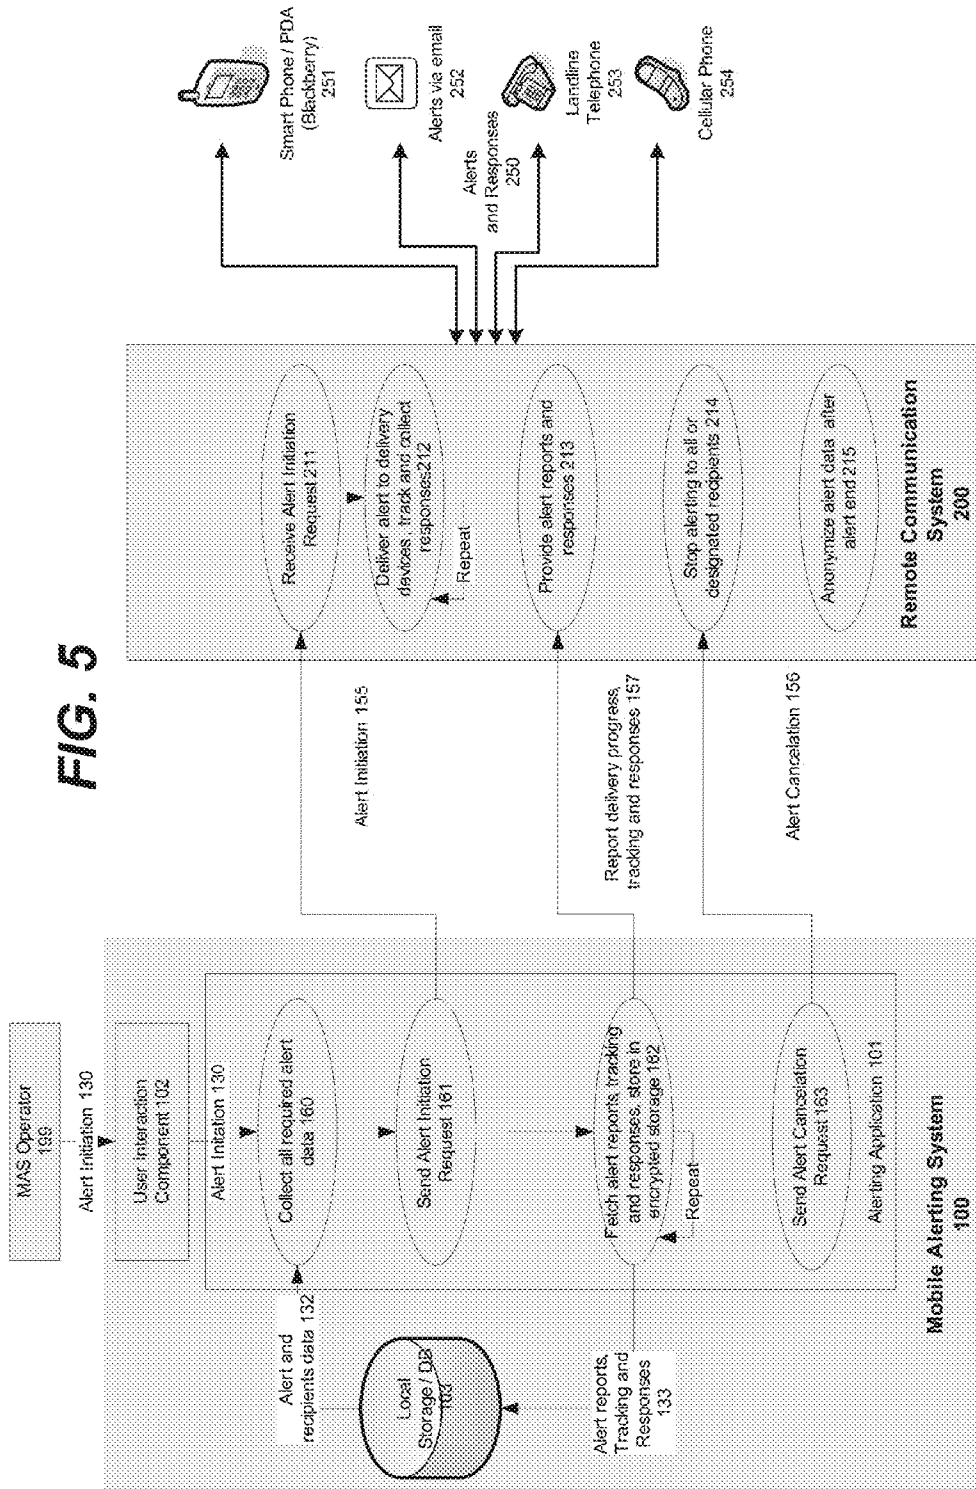 FIG. 5
MAS Operator
199
Alert Initiation 130
User Interaction
Component 102
Alert Initation 130
Collect all required alert
data 160
Alert and
recipients data 132
Local
Storage / DB
103
Send Alert Initiation
Request 161
Fetch alert reports, tracking
and responses, store in
encrypted storage 162
Repeat
Alert reports,
Tracking and
Responses
133
Send Alert Cancelation
Request 163
Alerting Application 101
Mobile Alerting System
100
Alert Initiation 155
Report delivery progress,
tracking and responses 157
Alert Cancelation 156
Receive Alert Initiation
Request 211
Deliver alert to delivery
devices , track and collect
responses212
Repeat
Provide alert reports and
responses 213
Stop alerting to all or
designated recipients 214
Anonymize alert data after
alert end 215
Remote Communication
System
200
Smart Phone / PDA
(Blackberry)
251
Alerts via email
252
Alerts
and Responses
250
Landline
Telephone
253
Cellular Phone
254